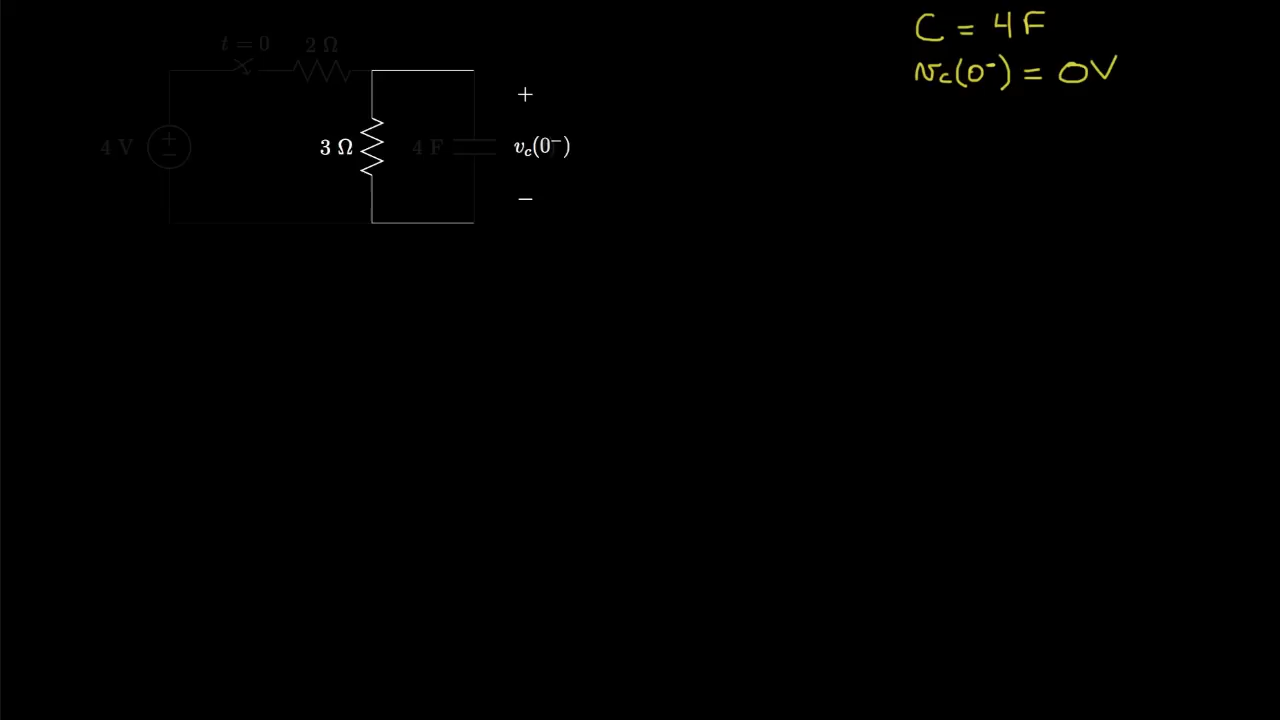 C = 4 F
v_c(0⁻) = 0V
t = 0
2 Ω
+
4 V
3 Ω
4 F
v_c(0⁻)
−